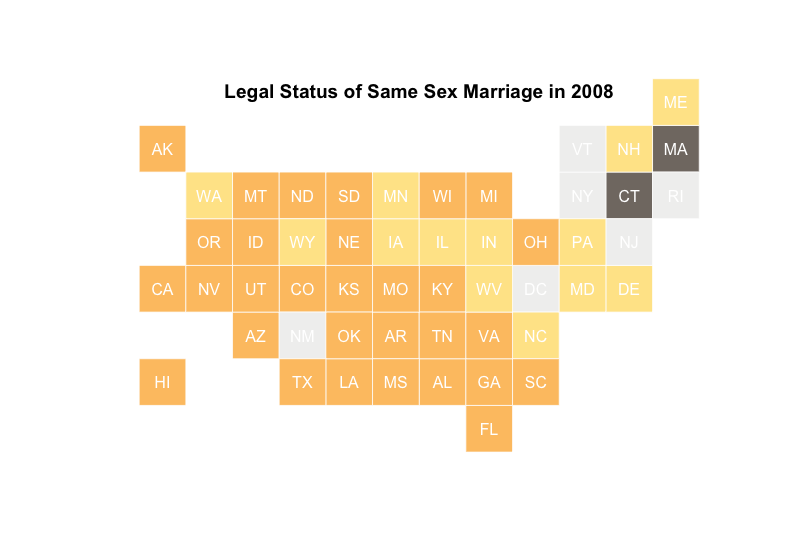 Legal Status of Same Sex Marriage in 2008
ME
AK VT NH MA
WA MT ND SD MN WI MI NY CT RI
OR ID WY NE IA IL IN OH PA NJ
CA NV UT CO KS MO KY WV DC MD DE
AZ NM OK AR TN VA NC
HI TX LA MS AL GA SC
FL